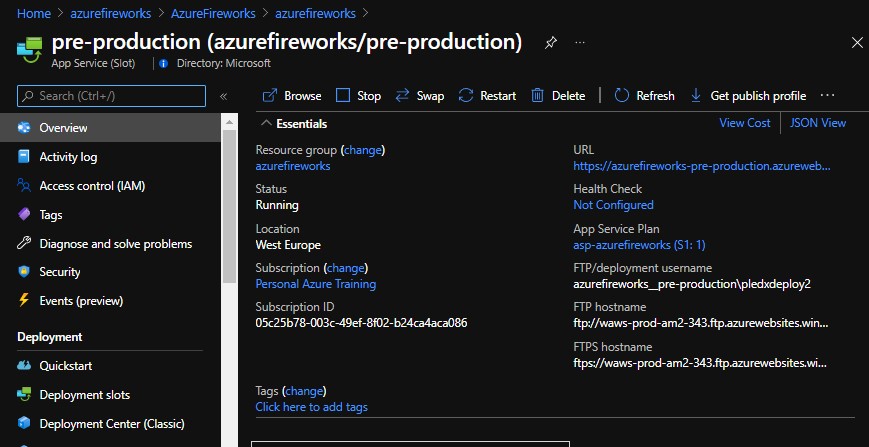 Home > azurefireworks > AzureFireworks > azurefireworks >
pre-production (azurefireworks/pre-production) ...
App Service (Slot) | Directory: Microsoft
Search (Ctrl+/) «
Browse Stop Swap Restart Delete | Refresh Get publish profile ...
Overview
Activity log
Access control (IAM)
Tags
Diagnose and solve problems
Security
Events (preview)
Deployment
Quickstart
Deployment slots
Deployment Center (Classic)
Essentials
View Cost | JSON View
Resource group (change)
azurefireworks
Status
Running
Location
West Europe
Subscription (change)
Personal Azure Training
Subscription ID
05c25b78-003c-49ef-8f02-b24ca4aca086
URL
https://azurefireworks-pre-production.azureweb...
Health Check
Not Configured
App Service Plan
asp-azurefireworks (S1: 1)
FTP/deployment username
azurefireworks__pre-production\pledxdeploy2
FTP hostname
ftp://waws-prod-am2-343.ftp.azurewebsites.win...
FTPS hostname
ftps://waws-prod-am2-343.ftp.azurewebsites.wi...
Tags (change)
Click here to add tags